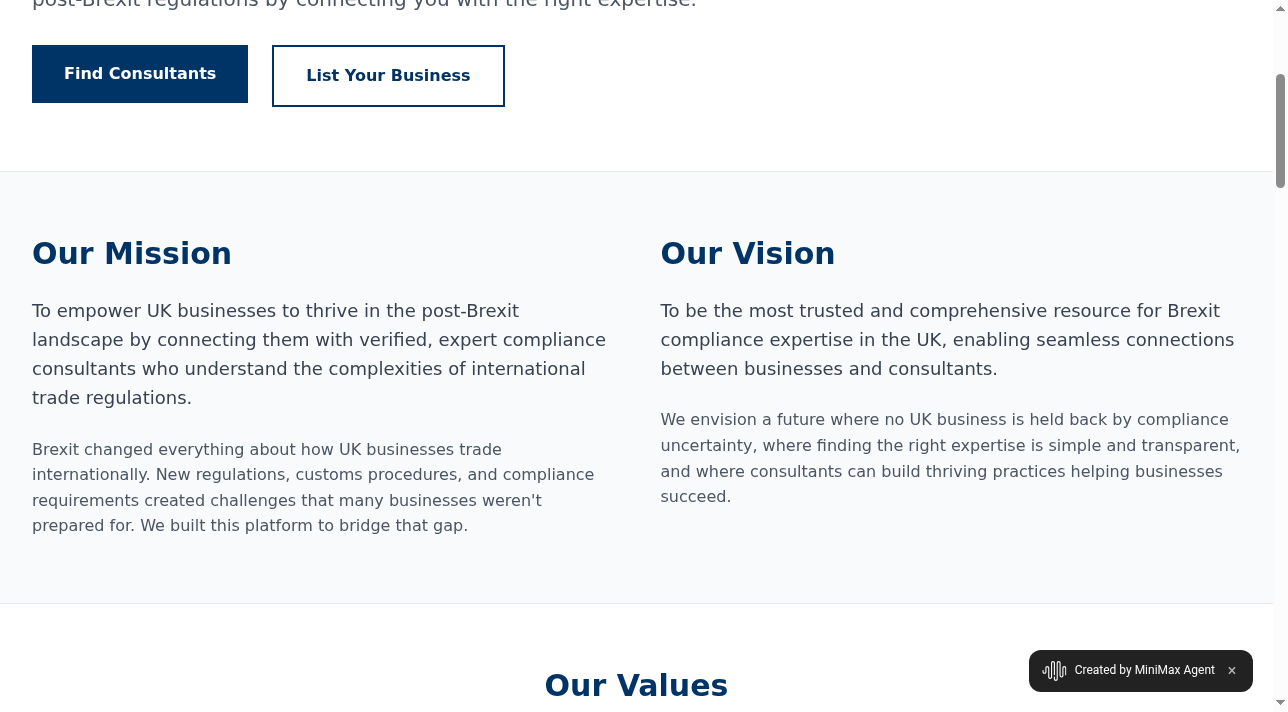 post-Brexit regulations by connecting you with the right expertise.
Find Consultants
List Your Business
Our Mission
To empower UK businesses to thrive in the post-Brexit
landscape by connecting them with verified, expert compliance
consultants who understand the complexities of international
trade regulations.
Brexit changed everything about how UK businesses trade
internationally. New regulations, customs procedures, and compliance
requirements created challenges that many businesses weren't
prepared for. We built this platform to bridge that gap.
Our Vision
To be the most trusted and comprehensive resource for Brexit
compliance expertise in the UK, enabling seamless connections
between businesses and consultants.
We envision a future where no UK business is held back by compliance
uncertainty, where finding the right expertise is simple and transparent,
and where consultants can build thriving practices helping businesses
succeed.
Our Values
Created by MiniMax Agent ×